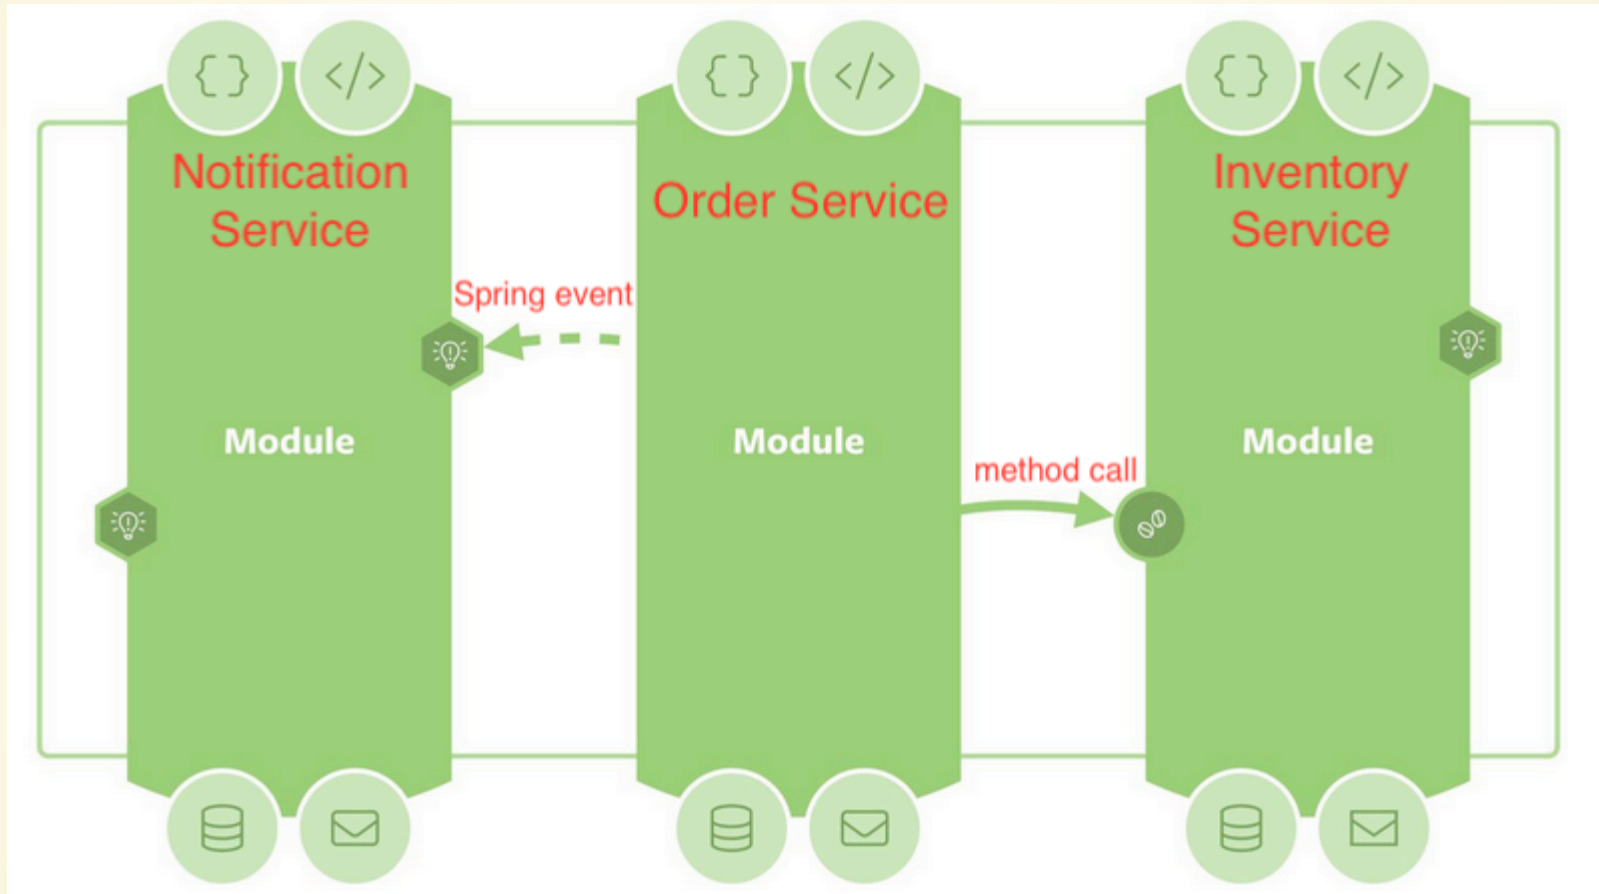 Notification
Service
Order Service
Inventory
Service
Spring event
Module
Module
method call
Module